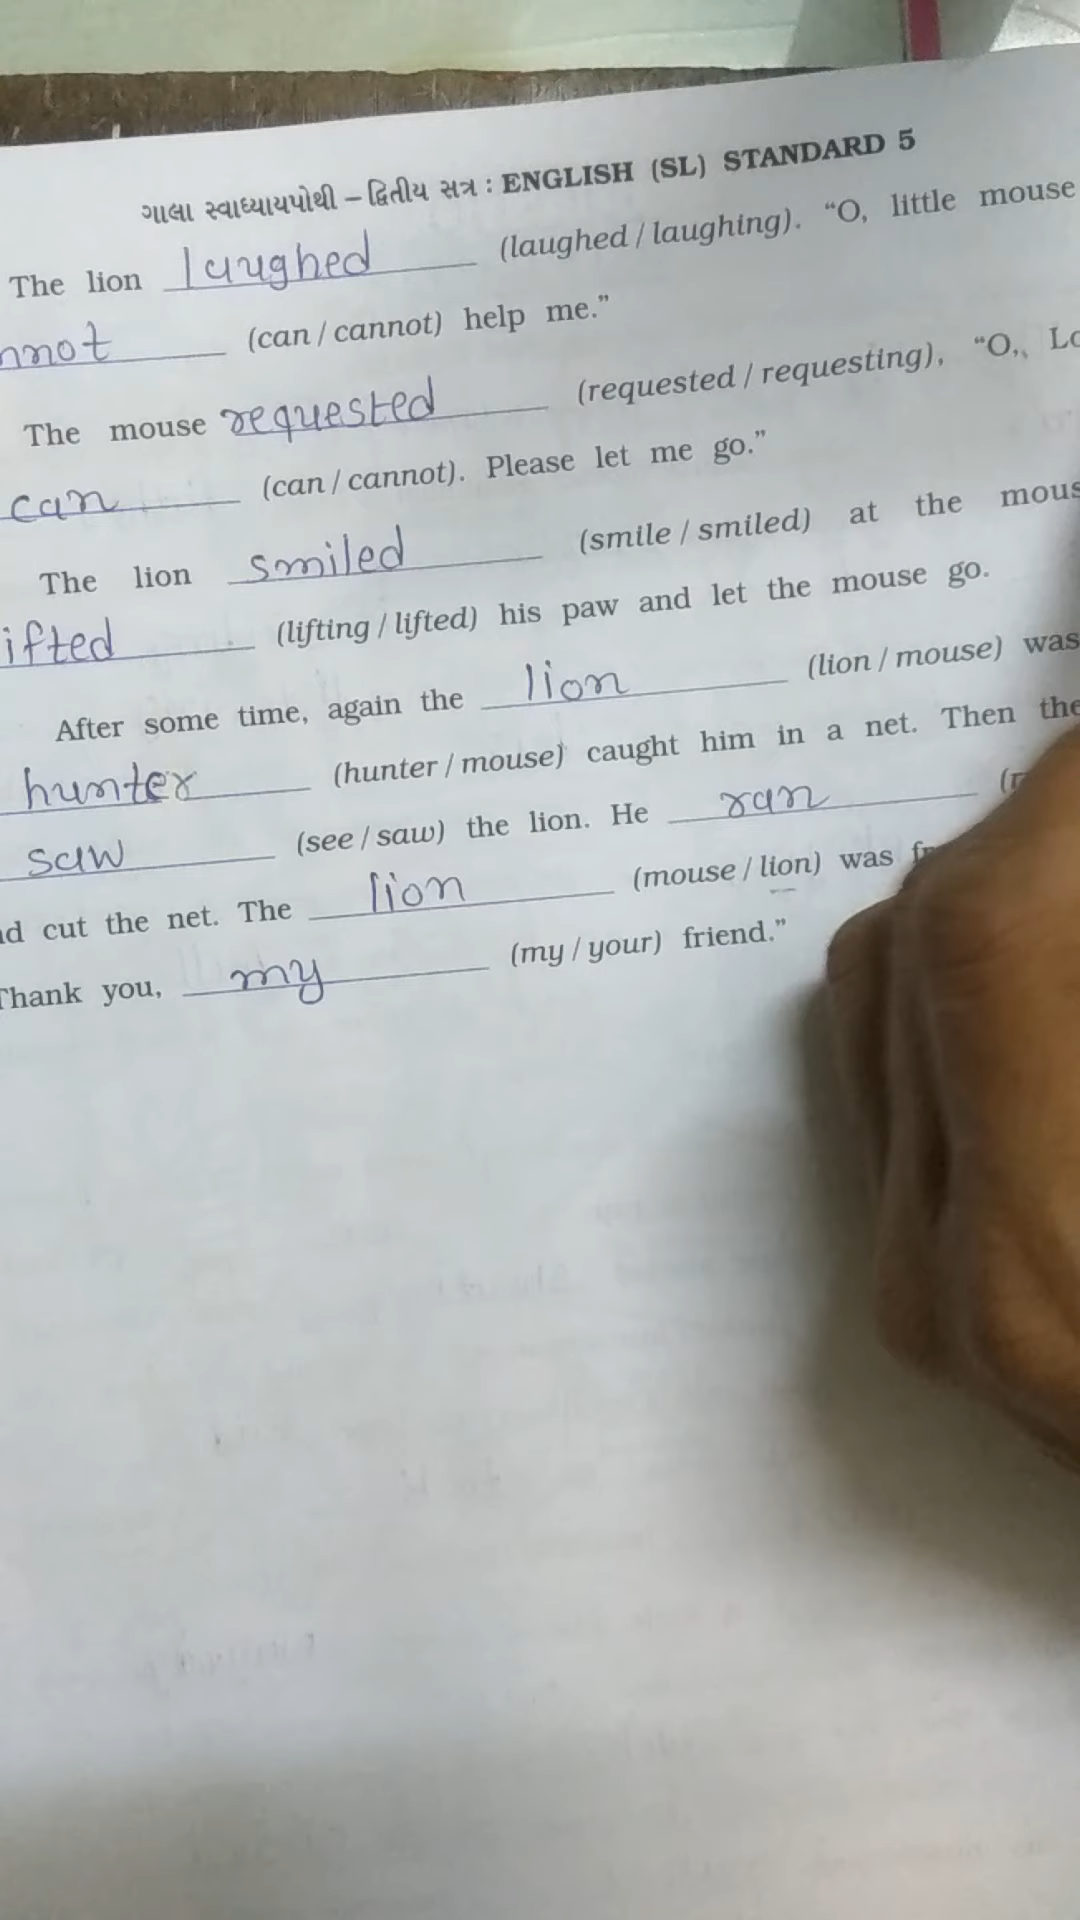 ગાલા સ્વાધ્યાયપોથી – દ્વિતીય સત્ર : ENGLISH (SL) STANDARD 5
The lion laughed (laughed / laughing). “O, little mouse
(can / cannot) help me.”
The mouse requested (requested / requesting), “O,
can (can / cannot). Please let me go.”
The lion smiled (smile / smiled) at the
(lifting / lifted) his paw and let the mouse go.
After some time, again the lion (lion / mouse) was
hunter (hunter / mouse) caught him in a net. Then the
saw (see / saw) the lion. He ran
cut the net. The lion (mouse / lion) was
Thank you, my (my / your) friend.”